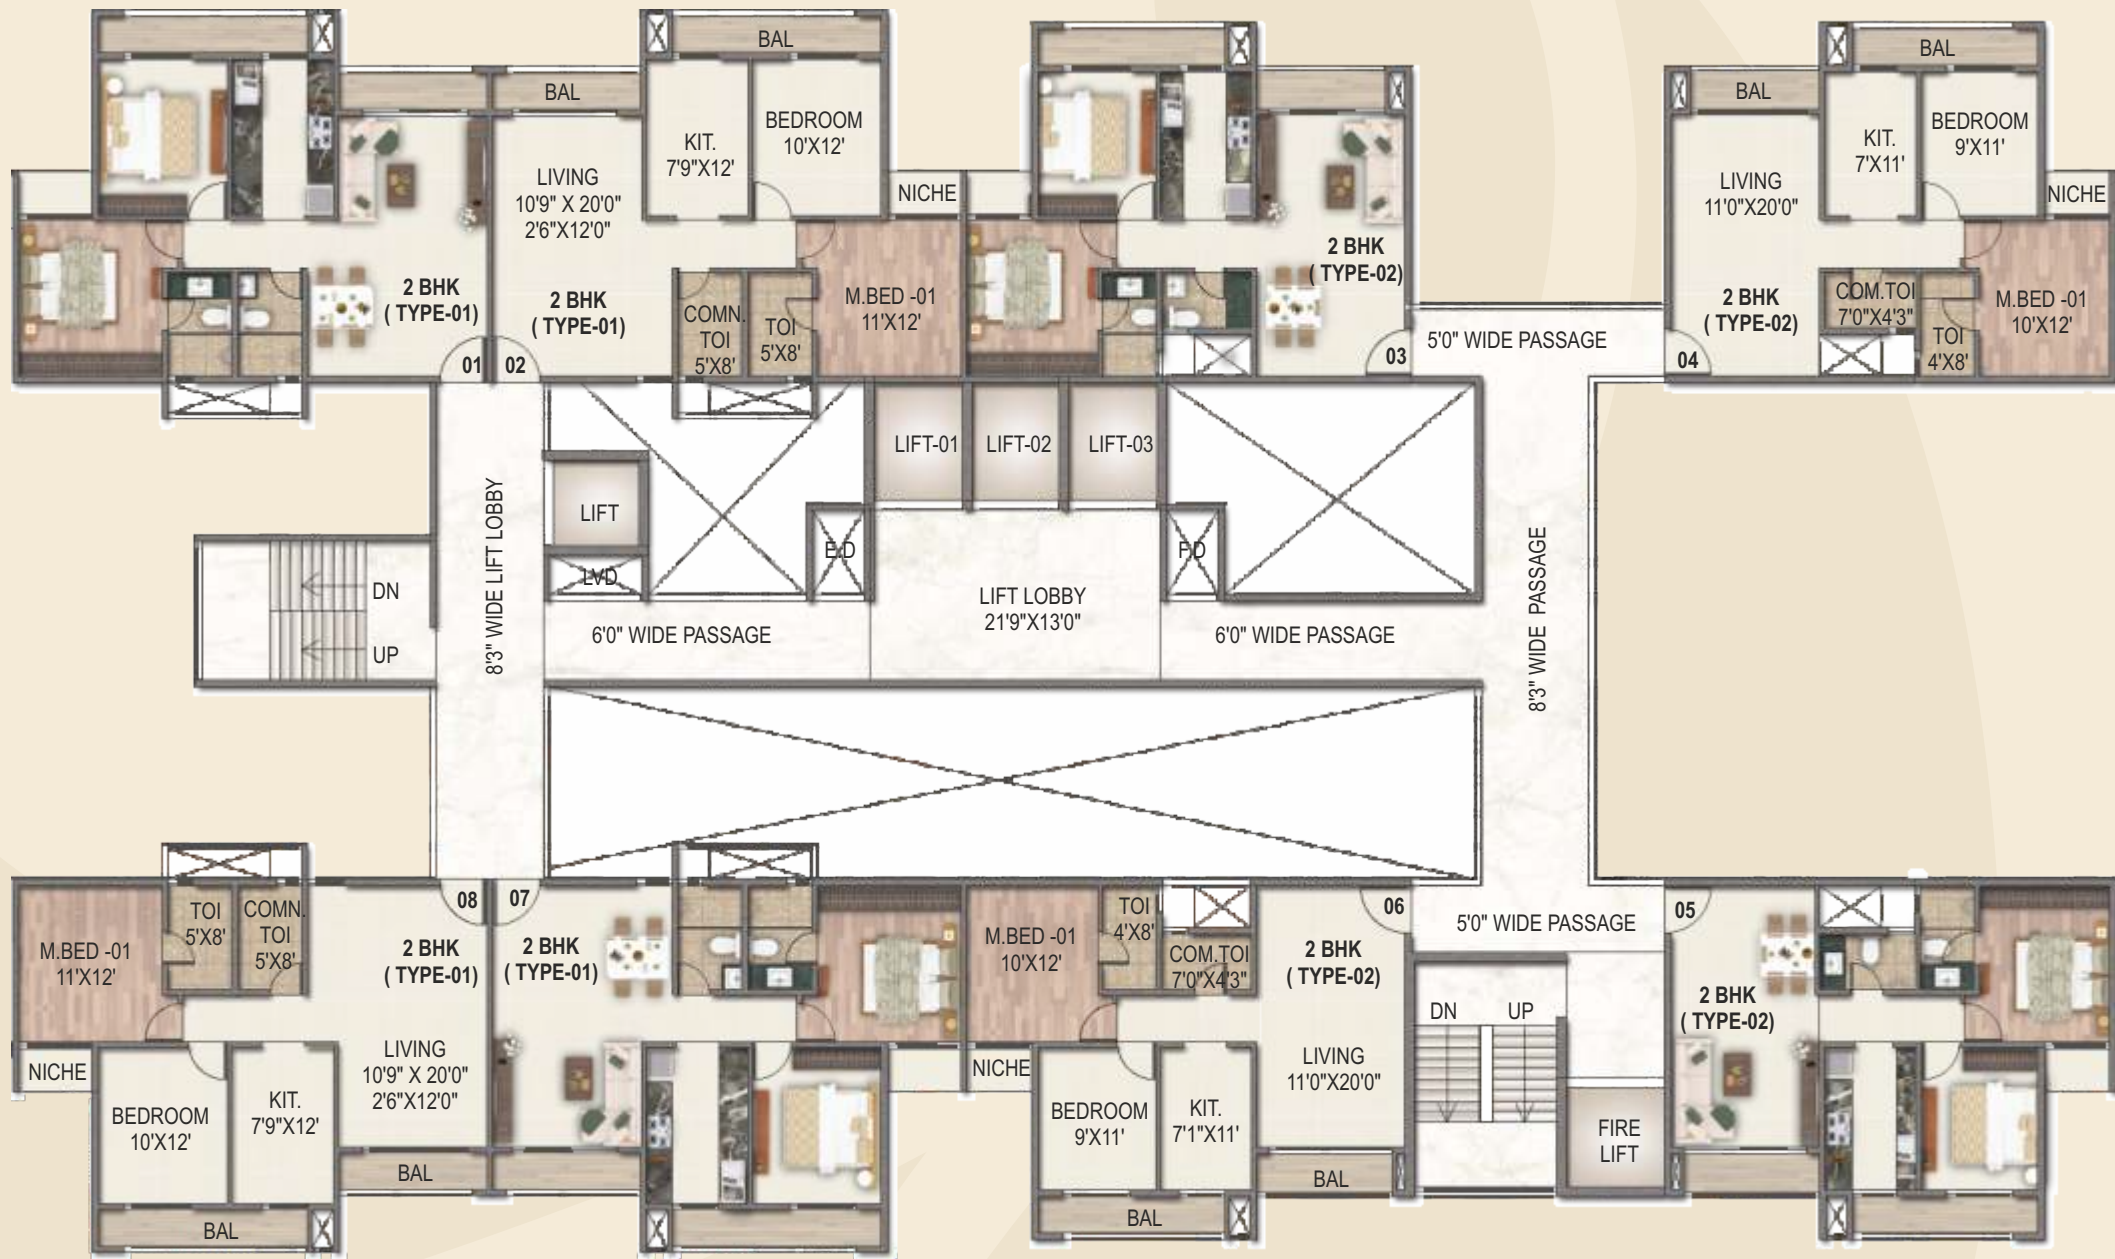 BAL
BAL
KIT.
7'9"X12'
BEDROOM
10'X12'
LIVING
10'9" X 20'0"
2'6"X12'0"
NICHE
2 BHK
( TYPE-01)
2 BHK
( TYPE-01)
COMN.
TOI
5'X8'
TOI
5'X8'
M.BED -01
11'X12'
01
02
2 BHK
( TYPE-02)
03
5'0" WIDE PASSAGE
BAL
BAL
KIT.
7'X11'
BEDROOM
9'X11'
LIVING
11'0"X20'0"
NICHE
2 BHK
( TYPE-02)
COM.TOI
7'0"X4'3"
TOI
4'X8'
M.BED -01
10'X12'
04
LIFT-01
LIFT-02
LIFT-03
LIFT
LVD
E.D
F.D
8'3" WIDE LIFT LOBBY
DN
UP
6'0" WIDE PASSAGE
LIFT LOBBY
21'9"X13'0"
6'0" WIDE PASSAGE
8'3" WIDE PASSAGE
08
07
TOI
5'X8'
COMN.
TOI
5'X8'
M.BED -01
11'X12'
2 BHK
( TYPE-01)
2 BHK
( TYPE-01)
LIVING
10'9" X 20'0"
2'6"X12'0"
NICHE
BEDROOM
10'X12'
KIT.
7'9"X12'
BAL
BAL
M.BED -01
10'X12'
TOI
4'X8'
COM.TOI
7'0"X4'3"
06
2 BHK
( TYPE-02)
LIVING
11'0"X20'0"
NICHE
BEDROOM
9'X11'
KIT.
7'1"X11'
BAL
BAL
5'0" WIDE PASSAGE
05
DN
UP
2 BHK
( TYPE-02)
FIRE
LIFT